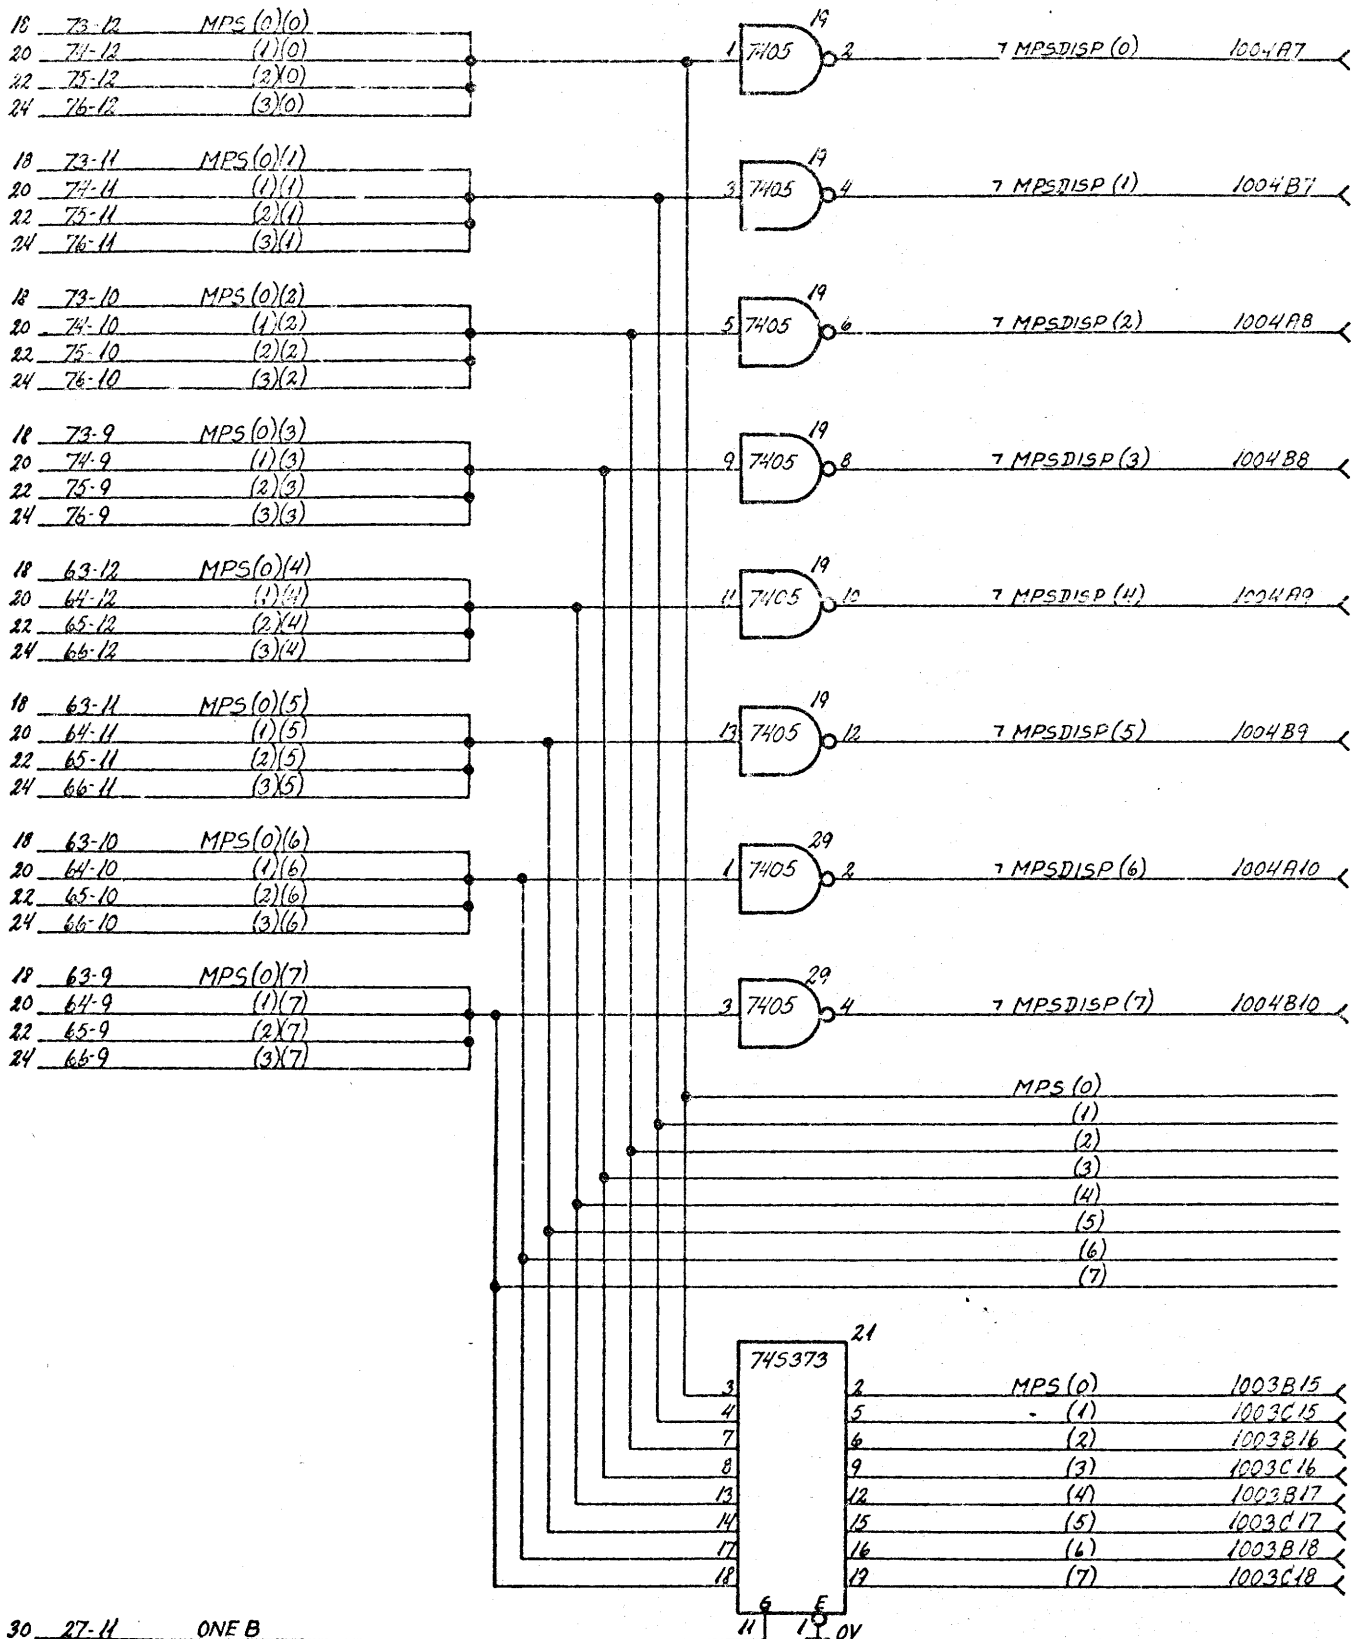 18 73-12 MPS(0)(0) 19
20 74-12 (1)(0) 1 7405 2 ¬ MPSDISP(0) 1004A7
22 75-12 (2)(0)
24 76-12 (3)(0)
18 73-11 MPS(0)(1) 19
20 74-11 (1)(1) 3 7405 4 ¬ MPSDISP(1) 1004B7
22 75-11 (2)(1)
24 76-11 (3)(1)
18 73-10 MPS(0)(2) 19
20 74-10 (1)(2) 5 7405 6 ¬ MPSDISP(2) 1004A8
22 75-10 (2)(2)
24 76-10 (3)(2)
18 73-9 MPS(0)(3) 19
20 74-9 (1)(3) 9 7405 8 ¬ MPSDISP(3) 1004B8
22 75-9 (2)(3)
24 76-9 (3)(3)
18 63-12 MPS(0)(4) 19
20 64-12 (1)(4) 11 7405 10 ¬ MPSDISP(4) 1004A9
22 65-12 (2)(4)
24 66-12 (3)(4)
18 63-11 MPS(0)(5) 19
20 64-11 (1)(5) 13 7405 12 ¬ MPSDISP(5) 1004B9
22 65-11 (2)(5)
24 66-11 (3)(5)
18 63-10 MPS(0)(6) 29
20 64-10 (1)(6) 1 7405 2 ¬ MPSDISP(6) 1004A10
22 65-10 (2)(6)
24 66-10 (3)(6)
18 63-9 MPS(0)(7) 29
20 64-9 (1)(7) 3 7405 4 ¬ MPSDISP(7) 1004B10
22 65-9 (2)(7)
24 66-9 (3)(7)
MPS(0)
(1)
(2)
(3)
(4)
(5)
(6)
(7)
21
74S373
3 2 MPS(0) 1003B15
4 5 (1) 1003C15
7 6 (2) 1003B16
8 9 (3) 1003C16
13 12 (4) 1003B17
14 15 (5) 1003C17
17 16 (6) 1003B18
18 19 (7) 1003C18
G E
30 27-11 ONE B 11 1 0V